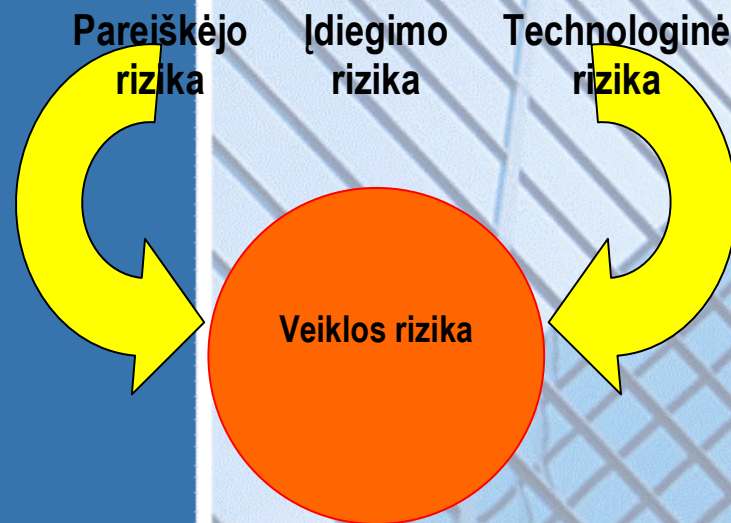 Pareiškėjo
rizika
Įdiegimo
rizika
Technologinė
rizika
Veiklos rizika